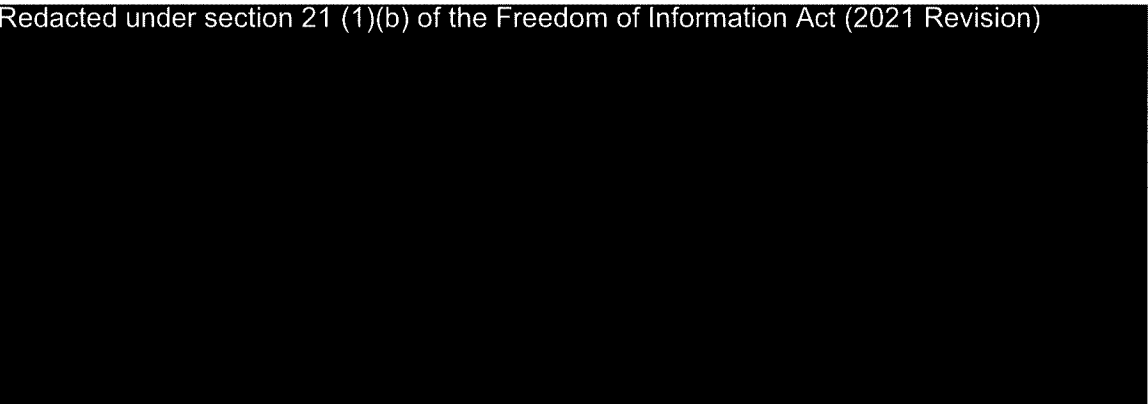 Redacted under section 21 (1)(b) of the Freedom of Information Act (2021 Revision)